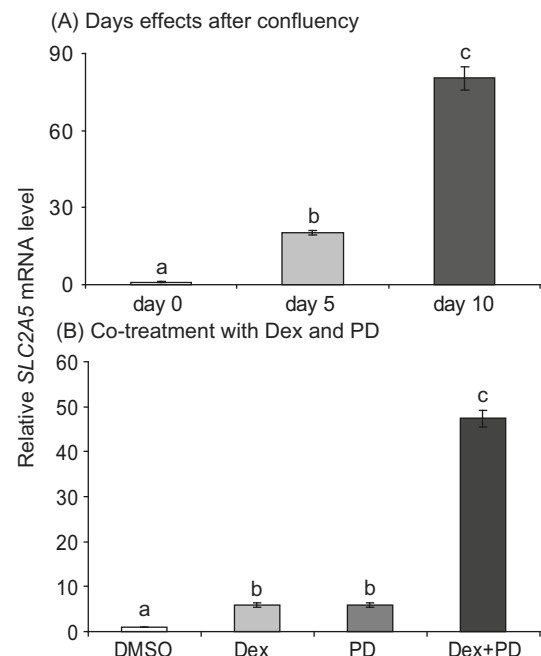 (A) Days effects after confluency
90
60
30
0
a
b
c
day 0 day 5 day 10
Relative SLC2A5 mRNA level
(B) Co-treatment with Dex and PD
60
50
40
30
20
10
0
a
b
b
c
DMSO Dex PD Dex+PD